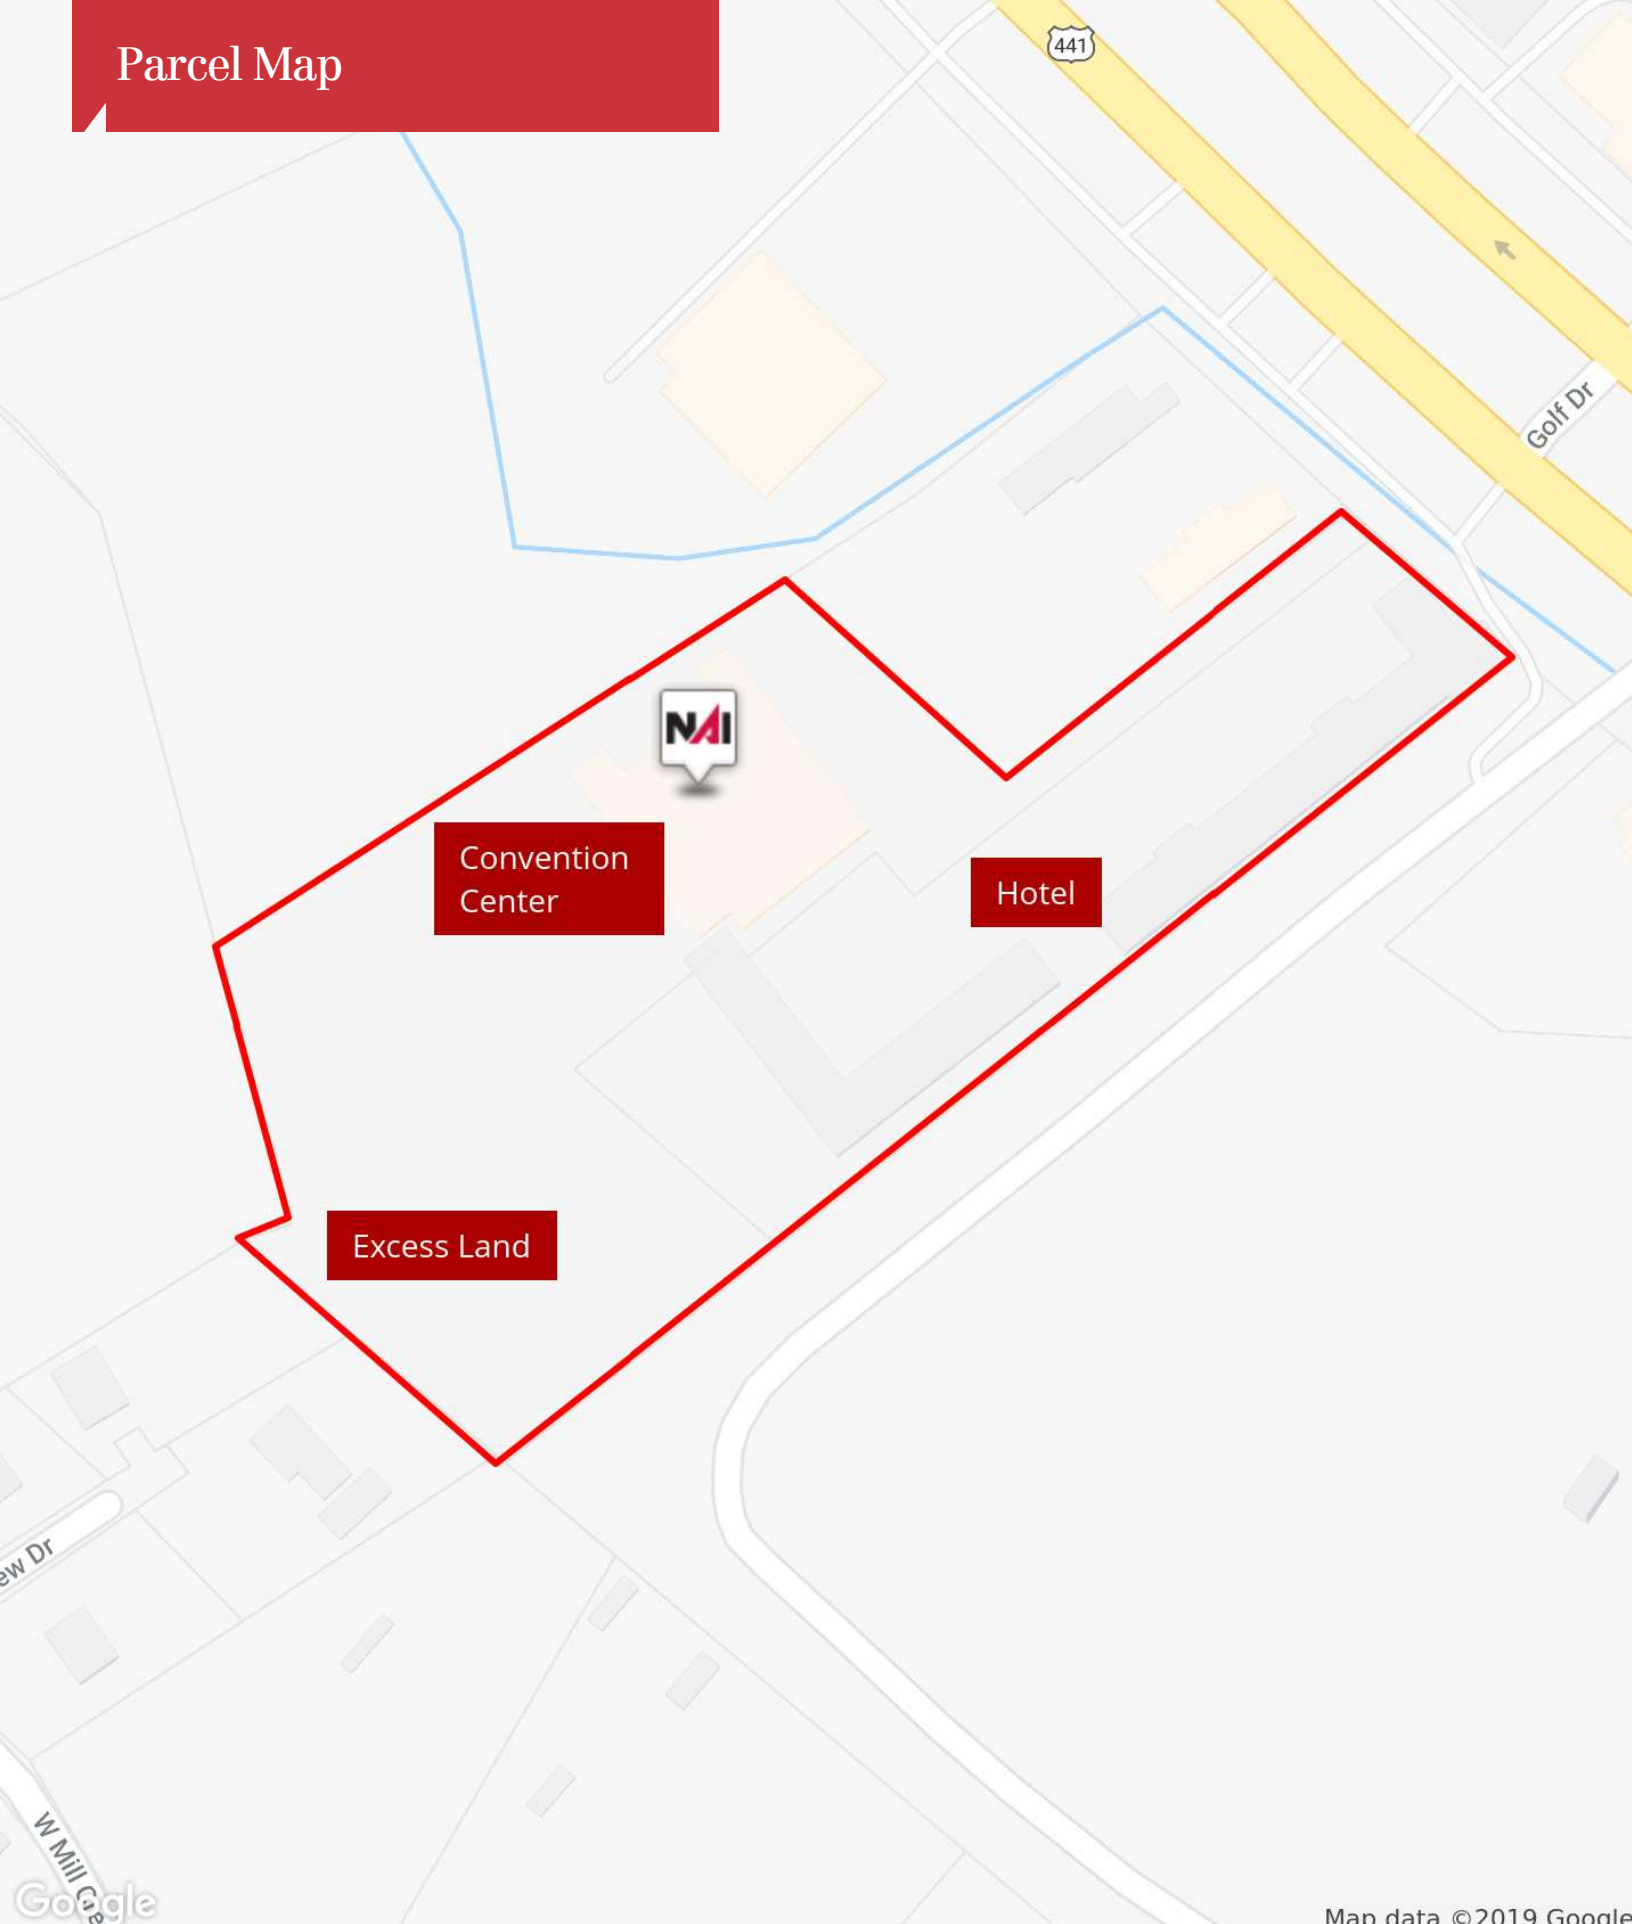 Parcel Map
441
Golf Dr
NAI
Convention
Center
Hotel
Excess Land
ew Dr
W Mill Cre
Google
Map data ©2019 Google